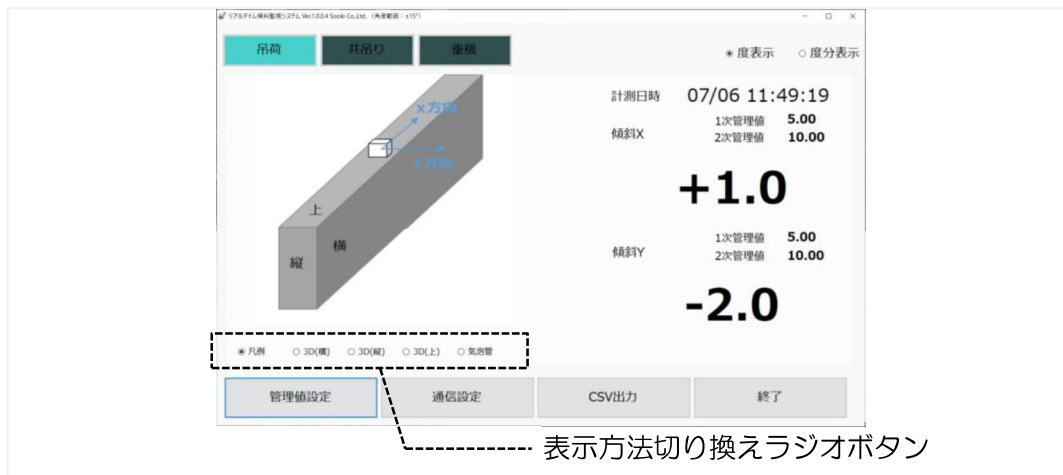 リアルタイム傾斜監視システム Ver.1.0.0.4 Sooki Co.,Ltd. （角度範囲：±15°）
吊荷 共吊り 重機
度表示 度分表示
計測日時 07/06 11:49:19
傾斜X
1次管理値 5.00
2次管理値 10.00
+1.0
傾斜Y
1次管理値 5.00
2次管理値 10.00
-2.0
X方向
Y方向
上
横
縦
凡例 3D(横) 3D(縦) 3D(上) 気泡管
管理値設定 通信設定 CSV出力 終了
表示方法切り換えラジオボタン